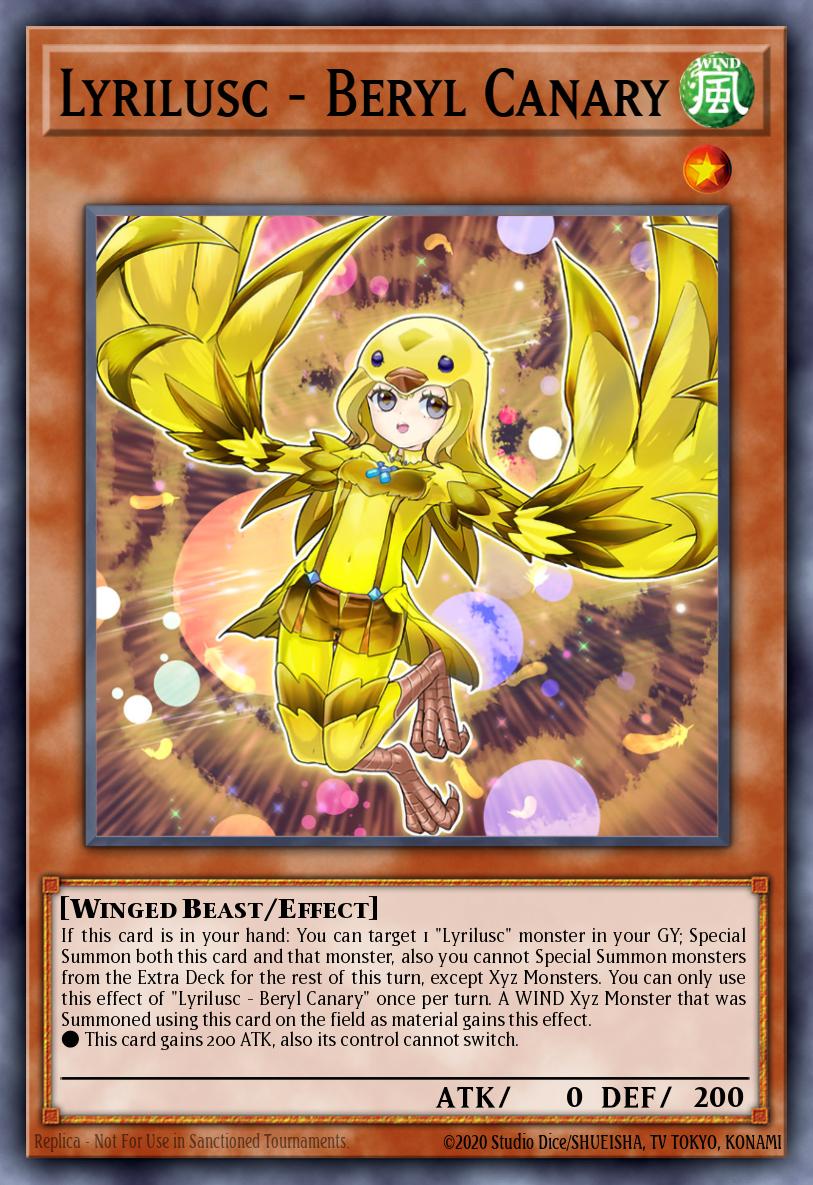 Lyrilusc - Beryl Canary
WIND
風
[Winged Beast/Effect]
If this card is in your hand: You can target 1 "Lyrilusc" monster in your GY; Special
Summon both this card and that monster, also you cannot Special Summon monsters
from the Extra Deck for the rest of this turn, except Xyz Monsters. You can only use
this effect of "Lyrilusc - Beryl Canary" once per turn. A WIND Xyz Monster that was
Summoned using this card on the field as material gains this effect.
● This card gains 200 ATK, also its control cannot switch.
ATK/ 0 DEF/ 200
Replica - Not For Use in Sanctioned Tournaments.
©2020 Studio Dice/SHUEISHA, TV TOKYO, KONAMI